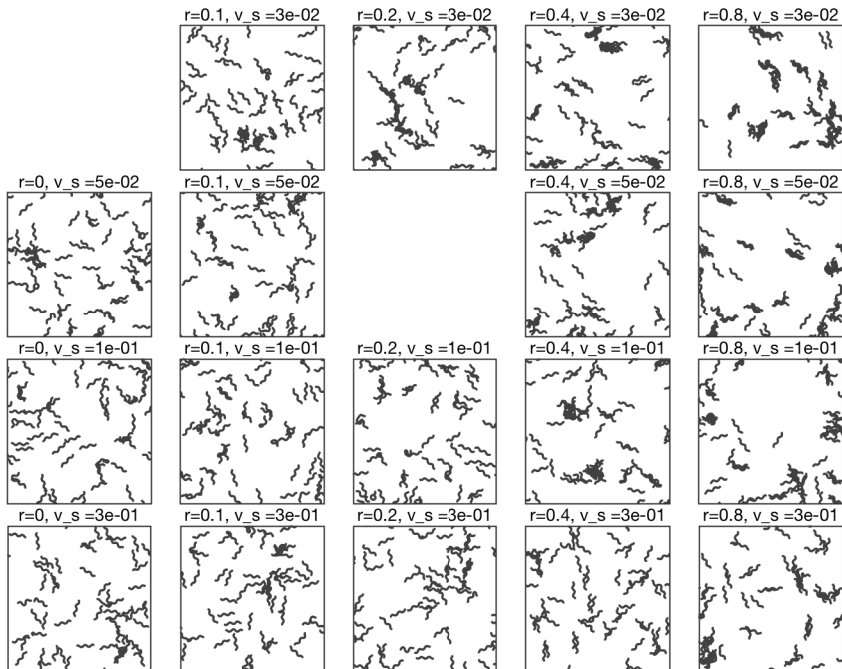 r=0.1, v_s =3e-02 r=0.2, v_s =3e-02 r=0.4, v_s =3e-02 r=0.8, v_s =3e-02
r=0, v_s =5e-02 r=0.1, v_s =5e-02 r=0.4, v_s =5e-02 r=0.8, v_s =5e-02
r=0, v_s =1e-01 r=0.1, v_s =1e-01 r=0.2, v_s =1e-01 r=0.4, v_s =1e-01 r=0.8, v_s =1e-01
r=0, v_s =3e-01 r=0.1, v_s =3e-01 r=0.2, v_s =3e-01 r=0.4, v_s =3e-01 r=0.8, v_s =3e-01